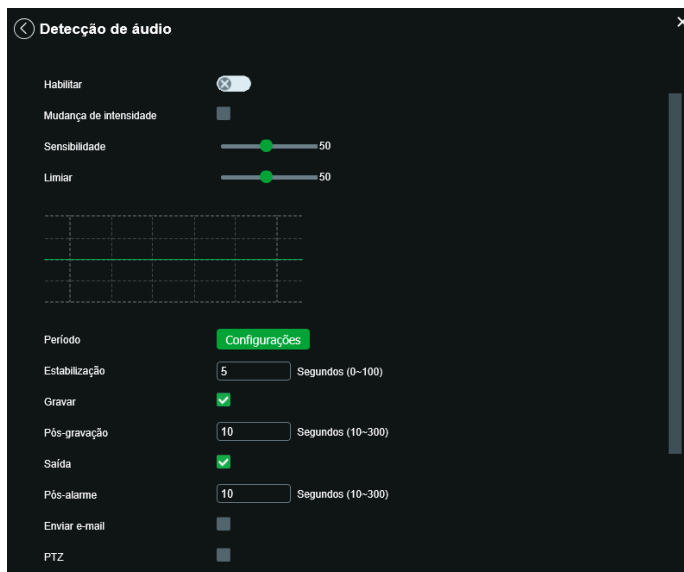 Detecção de áudio
Habilitar
Mudança de intensidade
Sensibilidade 50
Limiar 50
Período Configurações
Estabilização 5 Segundos (0~100)
Gravar
Pós-gravação 10 Segundos (10~300)
Saída
Pós-alarme 10 Segundos (10~300)
Enviar e-mail
PTZ